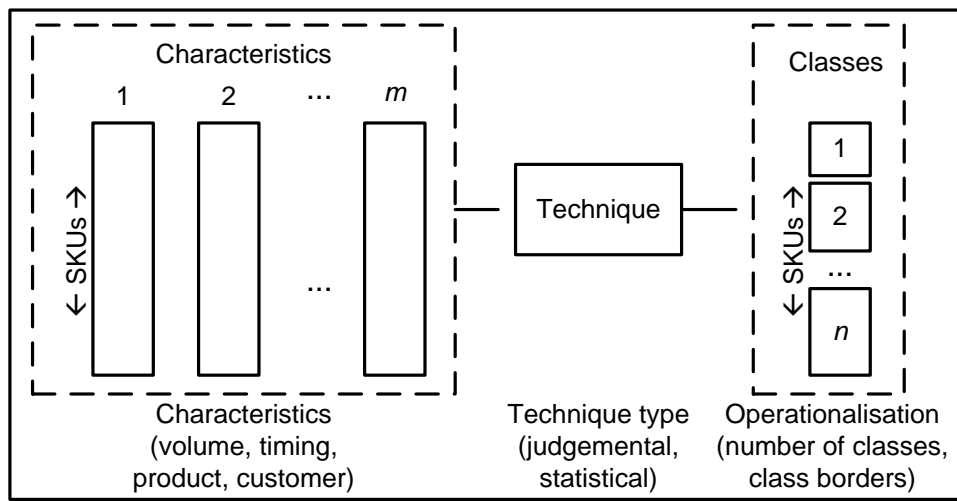 Characteristics
1 2 ... m
← SKUs →
...
Characteristics
(volume, timing,
product, customer)
Technique
Technique type
(judgemental,
statistical)
Classes
1
2
...
n
← SKUs →
Operationalisation
(number of classes,
class borders)